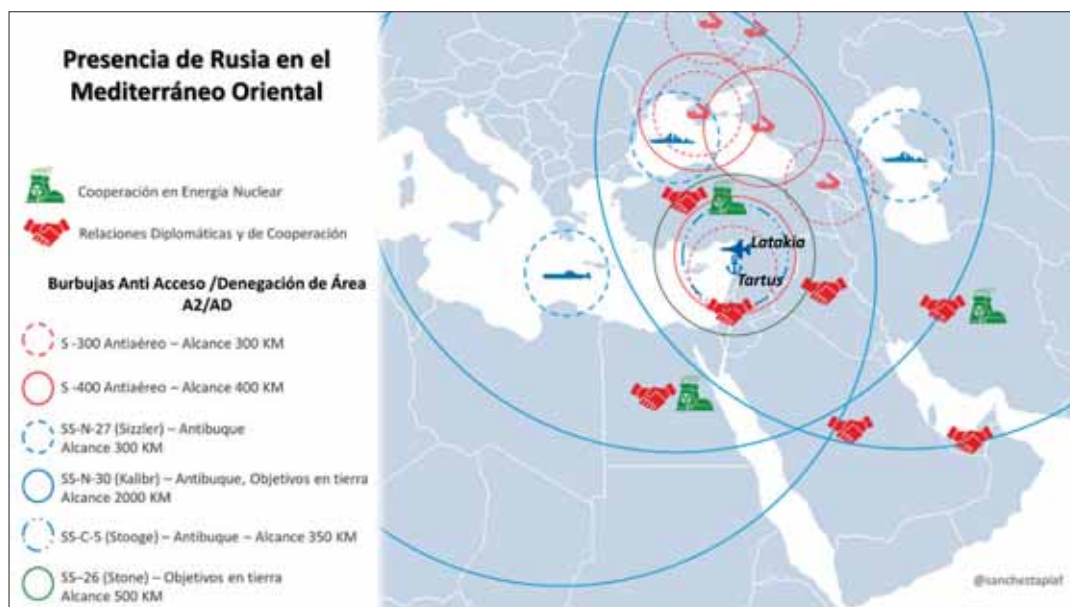 Presencia de Rusia en el
Mediterráneo Oriental
Cooperación en Energía Nuclear
Relaciones Diplomáticas y de Cooperación
Burbujas Anti Acceso /Denegación de Área
A2/AD
S -300 Antiaéreo – Alcance 300 KM
S -400 Antiaéreo – Alcance 400 KM
SS-N-27 (Sizzler) – Antibuque
Alcance 300 KM
SS-N-30 (Kalibr) – Antibuque, Objetivos en tierra
Alcance 2000 KM
SS-C-5 (Stooge) – Antibuque – Alcance 350 KM
SS–26 (Stone) – Objetivos en tierra
Alcance 500 KM
Latakia
Tartus
@sanchestapiaf